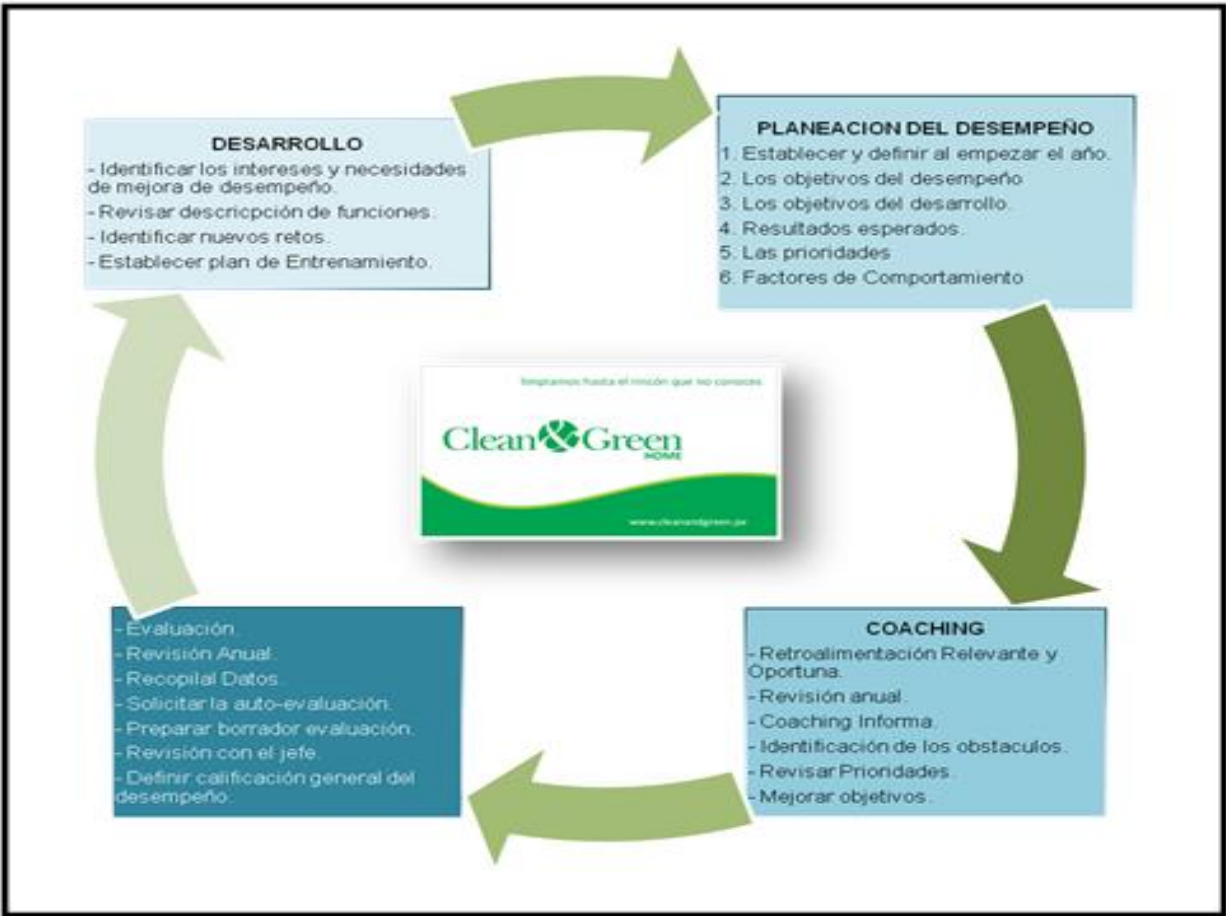 DESARROLLO
- Identificar los intereses y necesidades
de mejora de desempeño.
- Revisar descricpción de funciones.
- Identificar nuevos retos.
- Establecer plan de Entrenamiento.
PLANEACION DEL DESEMPEÑO
1. Establecer y definir al empezar el año.
2. Los objetivos del desempeño
3. Los objetivos del desarrollo.
4. Resultados esperados.
5. Las prioridades
6. Factores de Comportamiento
limpiamos hasta el rincón que no conoces
Clean&Green
HOME
www.cleanandgreen.pe
- Evaluación.
- Revisión Anual.
- Recopilal Datos.
- Solicitar la auto-evaluación.
- Preparar borrador evaluación.
- Revisión con el jefe.
- Definir calificación general del
desempeño.
COACHING
- Retroalimentación Relevante y
Oportuna.
- Revisión anual.
- Coaching Informa.
- Identificación de los obstaculos.
- Revisar Prioridades.
- Mejorar objetivos.